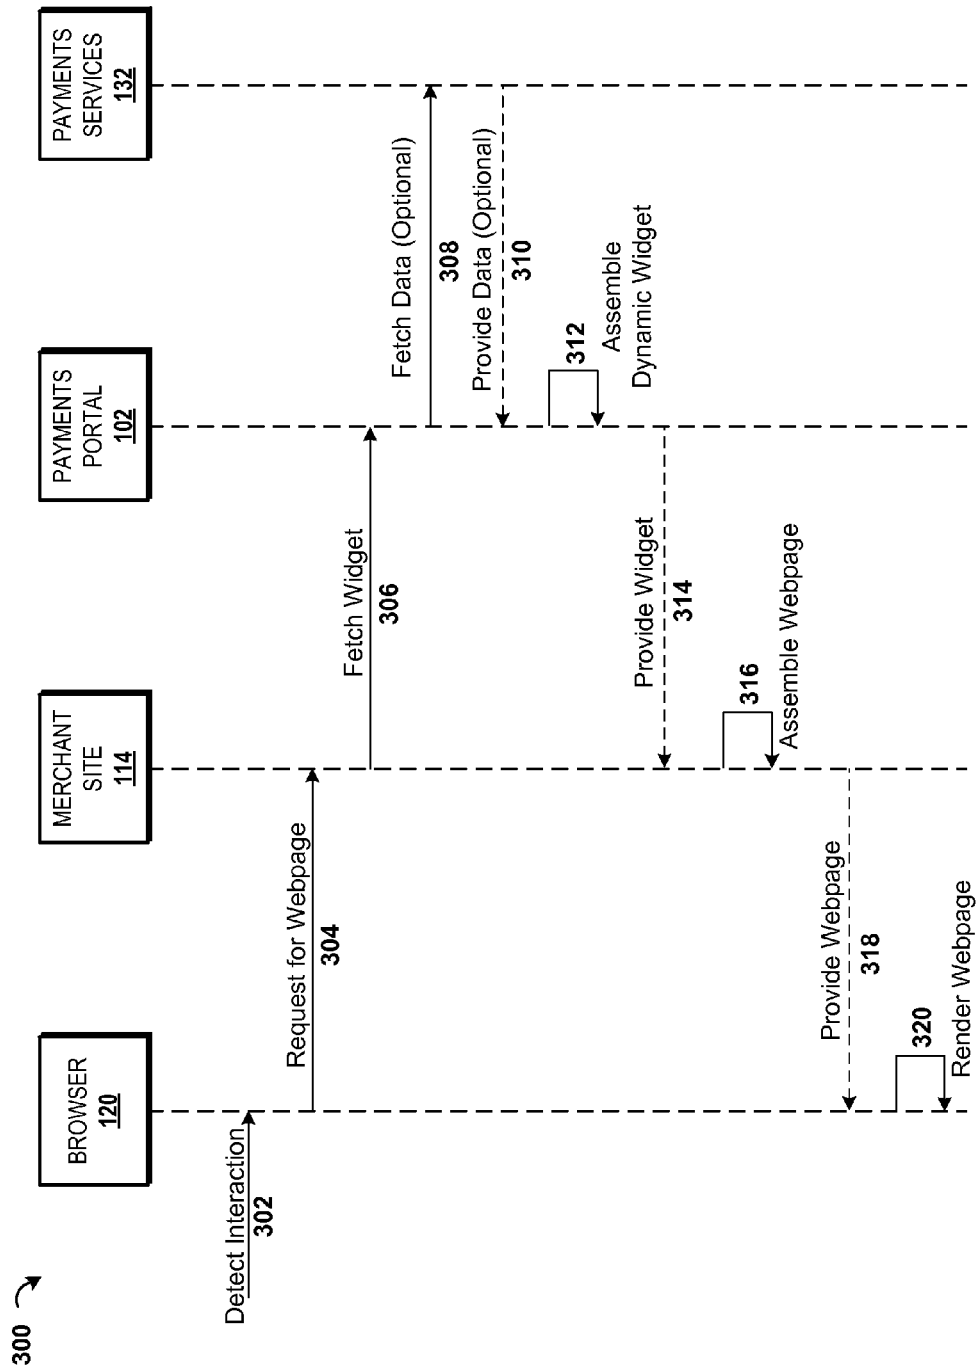 300
BROWSER
120
MERCHANT
SITE
114
PAYMENTS
PORTAL
102
PAYMENTS
SERVICES
132
Detect Interaction
302
Request for Webpage
304
Fetch Widget
306
Fetch Data (Optional)
308
Provide Data (Optional)
310
312
Assemble
Dynamic Widget
Provide Widget
314
316
Assemble Webpage
Provide Webpage
318
320
Render Webpage